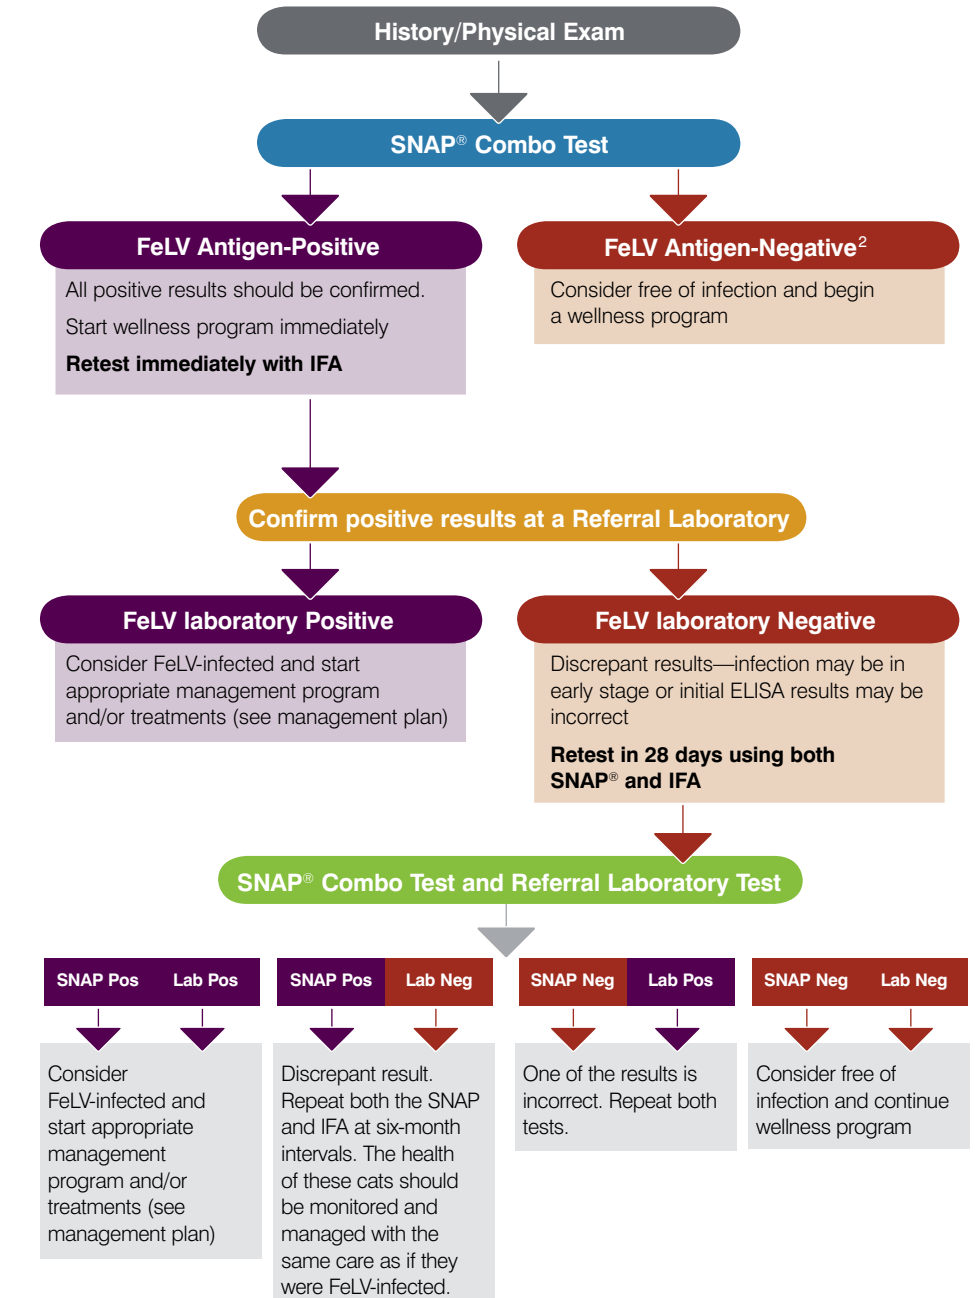 History/Physical Exam
SNAP® Combo Test
FeLV Antigen-Positive
All positive results should be confirmed.
Start wellness program immediately
Retest immediately with IFA
FeLV Antigen-Negative²
Consider free of infection and begin
a wellness program
Confirm positive results at a Referral Laboratory
FeLV laboratory Positive
Consider FeLV-infected and start
appropriate management program
and/or treatments (see management plan)
FeLV laboratory Negative
Discrepant results—infection may be in
early stage or initial ELISA results may be
incorrect
Retest in 28 days using both
SNAP® and IFA
SNAP® Combo Test and Referral Laboratory Test
SNAP Pos Lab Pos
Consider
FeLV-infected and
start appropriate
management
program and/or
treatments (see
management plan)
SNAP Pos Lab Neg
Discrepant result.
Repeat both the SNAP
and IFA at six-month
intervals. The health
of these cats should
be monitored and
managed with the
same care as if they
were FeLV-infected.
SNAP Neg Lab Pos
One of the results is
incorrect. Repeat both
tests.
SNAP Neg Lab Neg
Consider free of
infection and continue
wellness program